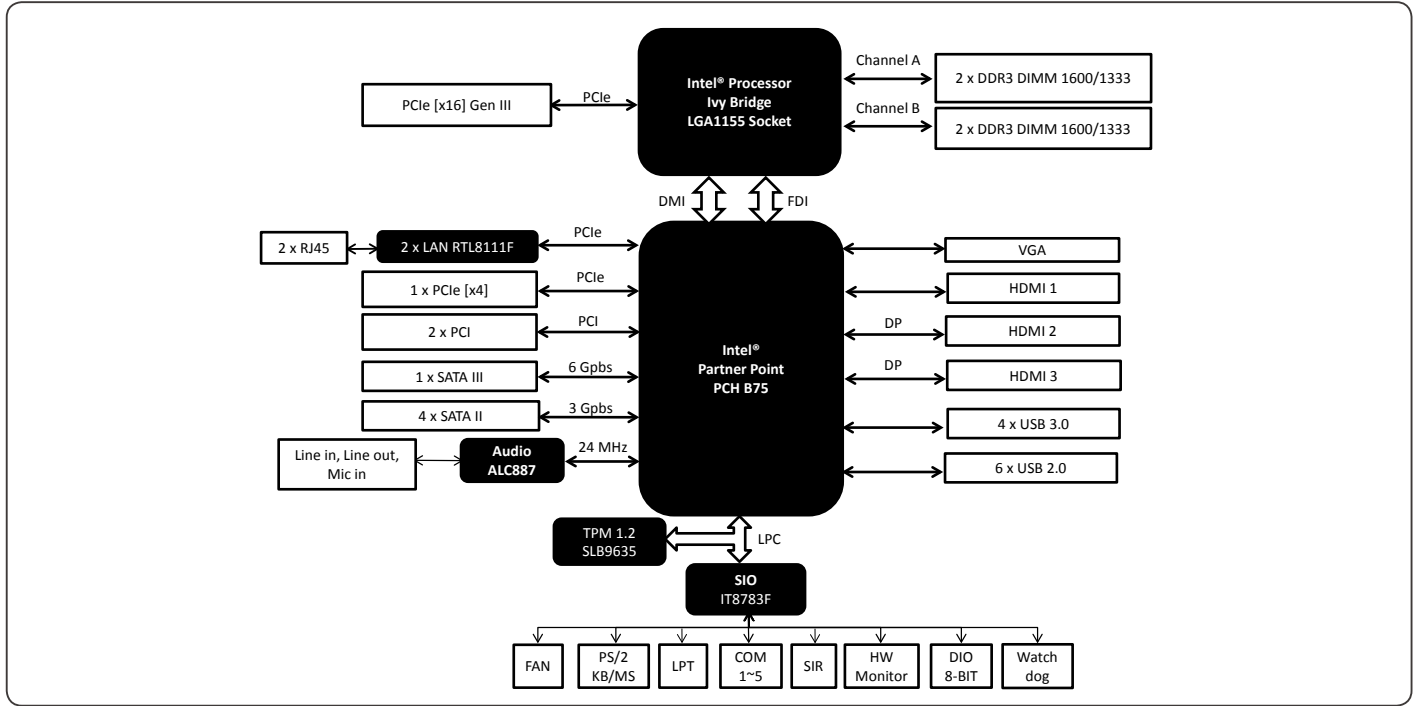 Intel® Processor
Ivy Bridge
LGA1155 Socket
PCIe [x16] Gen III
PCIe
Channel A
2 x DDR3 DIMM 1600/1333
Channel B
2 x DDR3 DIMM 1600/1333
DMI
FDI
Intel®
Partner Point
PCH B75
2 x RJ45
2 x LAN RTL8111F
PCIe
1 x PCIe [x4]
PCIe
2 x PCI
PCI
1 x SATA III
6 Gpbs
4 x SATA II
3 Gpbs
Line in, Line out,
Mic in
Audio
ALC887
24 MHz
VGA
HDMI 1
DP
HDMI 2
DP
HDMI 3
4 x USB 3.0
6 x USB 2.0
TPM 1.2
SLB9635
LPC
SIO
IT8783F
FAN
PS/2
KB/MS
LPT
COM
1~5
SIR
HW
Monitor
DIO
8-BIT
Watch
dog